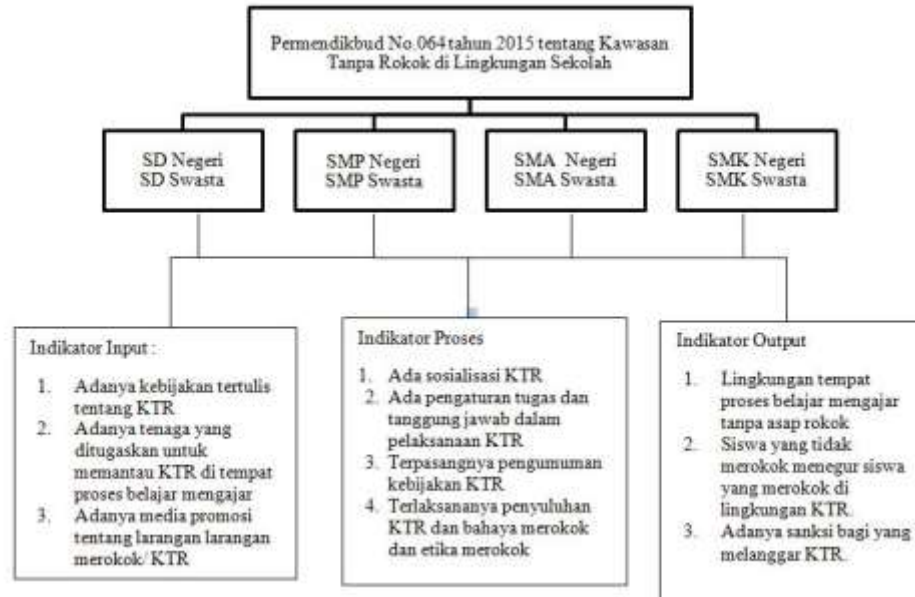 Permendikbud No.064 tahun 2015 tentang Kawasan
Tanpa Rokok di Lingkungan Sekolah
SD Negeri
SD Swasta
SMP Negeri
SMP Swasta
SMA Negeri
SMA Swasta
SMK Negeri
SMK Swasta
Indikator Input :
1. Adanya kebijakan tertulis
tentang KTR
2. Adanya tenaga yang
ditugaskan untuk
memantau KTR di tempat
proses belajar mengajar
3. Adanya media promosi
tentang larangan larangan
merokok/ KTR
Indikator Proses
1. Ada sosialisasi KTR
2. Ada pengaturan tugas dan
tanggung jawab dalam
pelaksanaan KTR
3. Terpasangnya pengumuman
kebijakan KTR
4. Terlaksananya penyuluhan
KTR dan bahaya merokok
dan etika merokok
Indikator Output
1. Lingkungan tempat
proses belajar mengajar
tanpa asap rokok
2. Siswa yang tidak
merokok menegur siswa
yang merokok di
lingkungan KTR.
3. Adanya sanksi bagi yang
melanggar KTR.